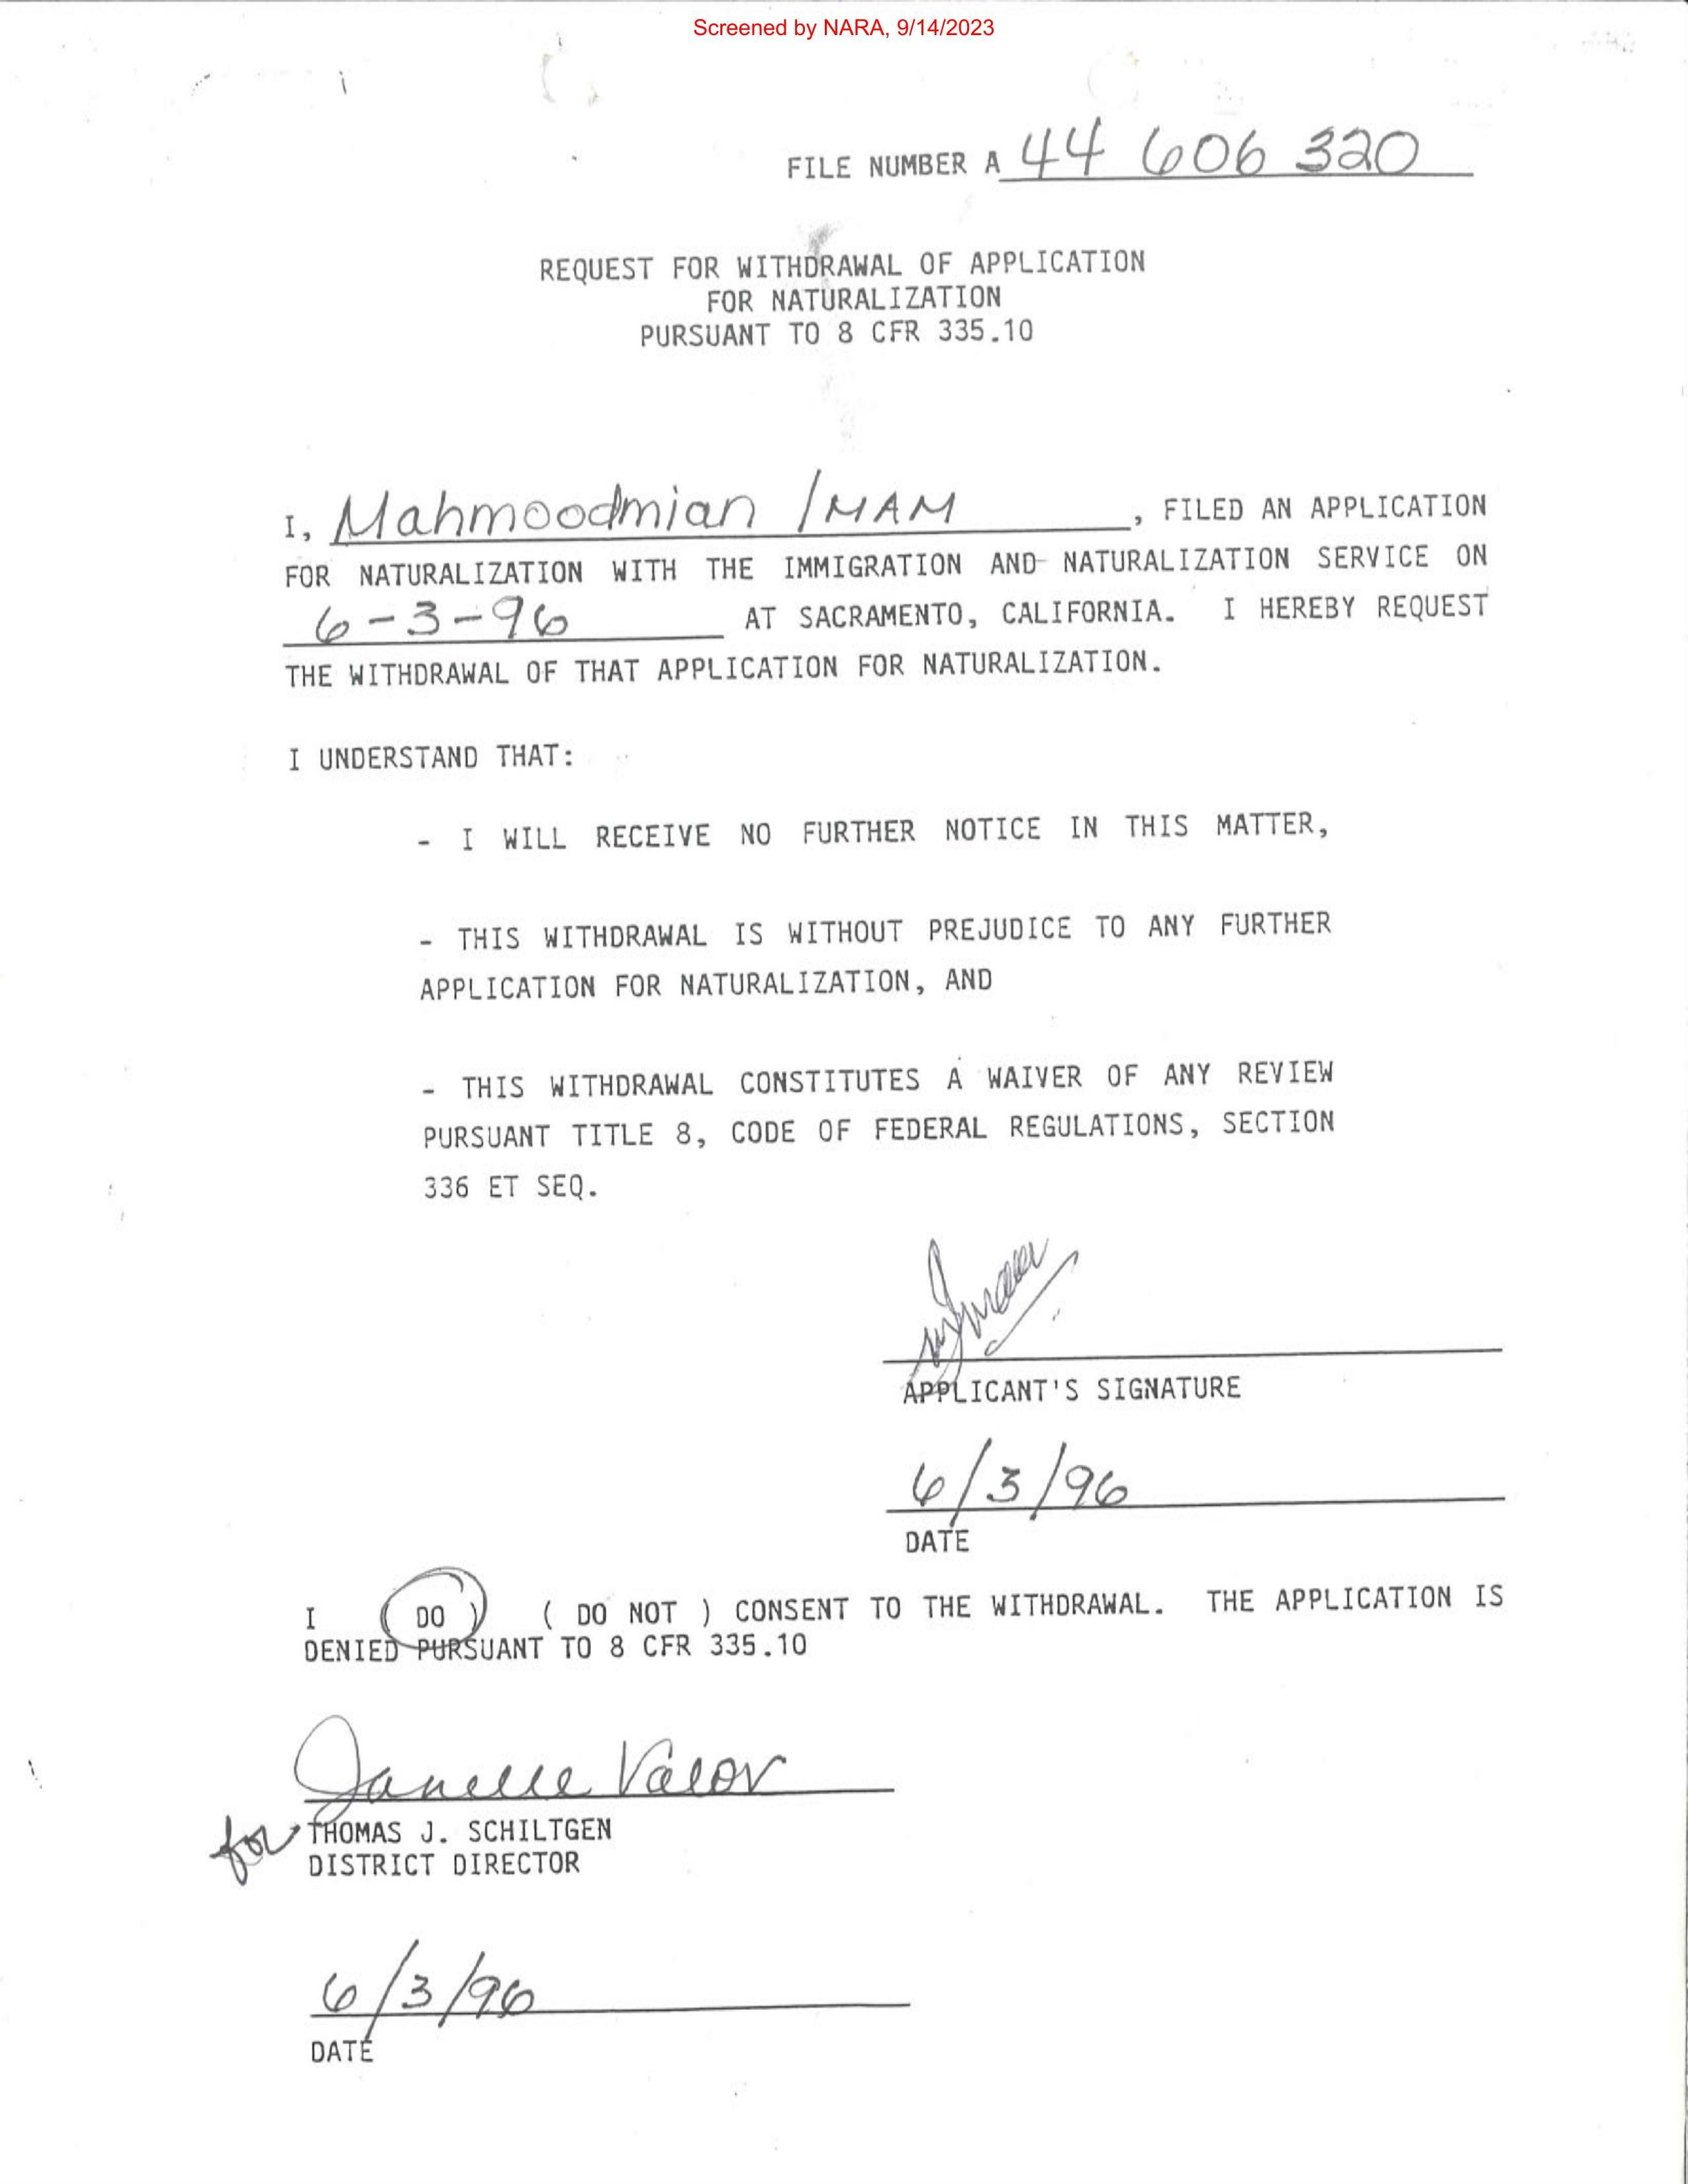 Screened by NARA, 9/14/2023
FILE NUMBER A 44 606 320
REQUEST FOR WITHDRAWAL OF APPLICATION
FOR NATURALIZATION
PURSUANT TO 8 CFR 335.10
I, Mahmoodmian IMAM, FILED AN APPLICATION
FOR NATURALIZATION WITH THE IMMIGRATION AND NATURALIZATION SERVICE ON
6-3-96 AT SACRAMENTO, CALIFORNIA. I HEREBY REQUEST
THE WITHDRAWAL OF THAT APPLICATION FOR NATURALIZATION.
I UNDERSTAND THAT:
- I WILL RECEIVE NO FURTHER NOTICE IN THIS MATTER,
- THIS WITHDRAWAL IS WITHOUT PREJUDICE TO ANY FURTHER
APPLICATION FOR NATURALIZATION, AND
- THIS WITHDRAWAL CONSTITUTES A WAIVER OF ANY REVIEW
PURSUANT TITLE 8, CODE OF FEDERAL REGULATIONS, SECTION
336 ET SEQ.
APPLICANT'S SIGNATURE
6/3/96
DATE
I ( DO ) ( DO NOT ) CONSENT TO THE WITHDRAWAL. THE APPLICATION IS
DENIED PURSUANT TO 8 CFR 335.10
Janelle Valov
for THOMAS J. SCHILTGEN
DISTRICT DIRECTOR
6/3/96
DATE